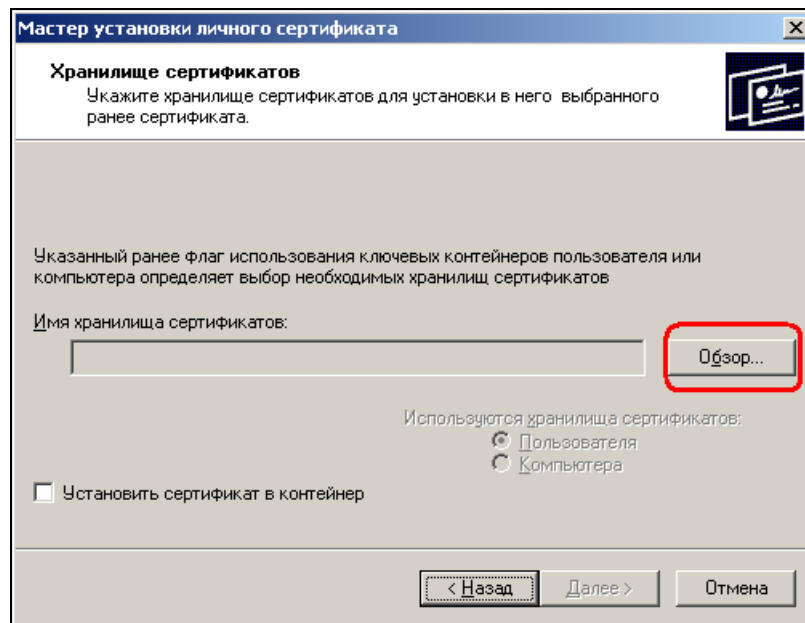 Мастер установки личного сертификата
Хранилище сертификатов
Укажите хранилище сертификатов для установки в него выбранного
ранее сертификата.
Указанный ранее флаг использования ключевых контейнеров пользователя или
компьютера определяет выбор необходимых хранилищ сертификатов
Имя хранилища сертификатов:
Обзор...
Используются хранилища сертификатов:
Пользователя
Компьютера
Установить сертификат в контейнер
< Назад Далее > Отмена